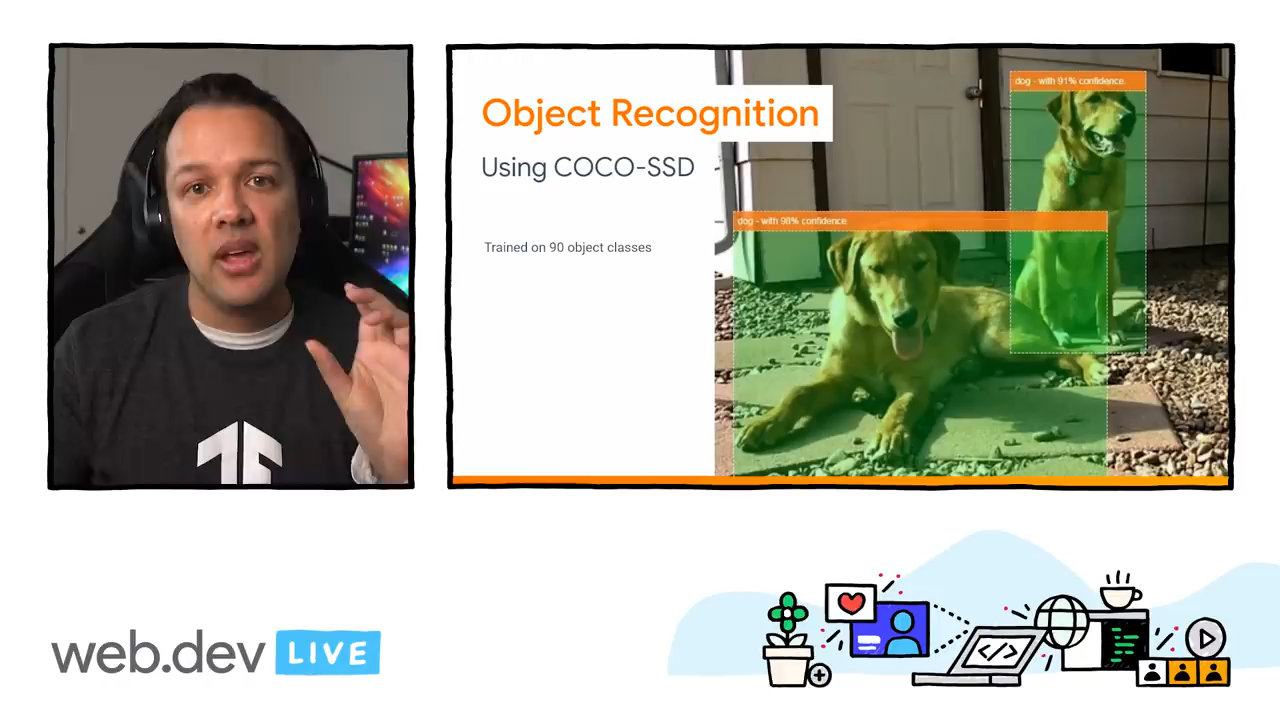 Object Recognition
Using COCO-SSD
Trained on 90 object classes
dog - with 91% confidence.
dog - with 98% confidence.
web.dev LIVE
</>